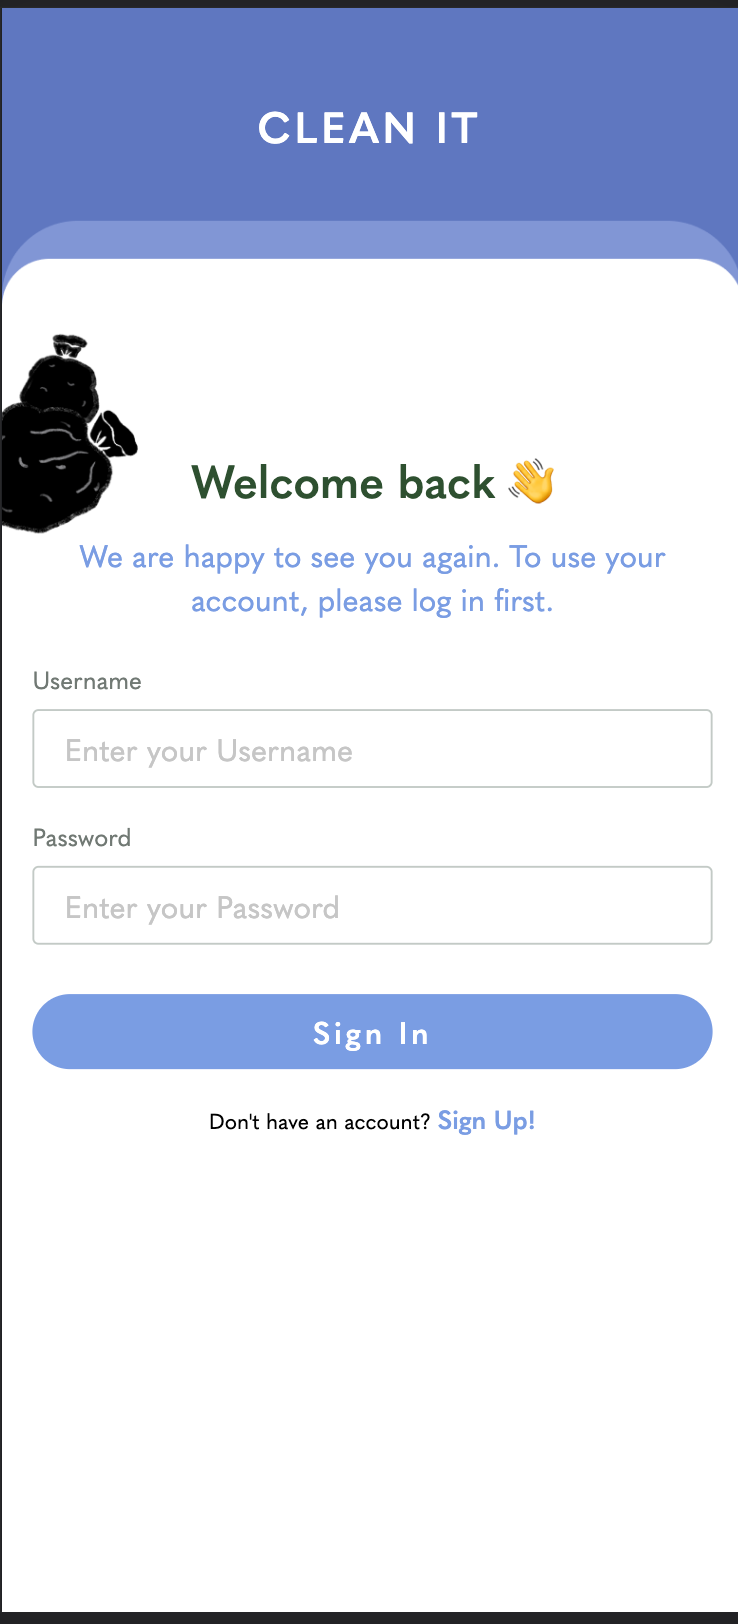 CLEAN IT
Welcome back 👋
We are happy to see you again. To use your
account, please log in first.
Username
Enter your Username
Password
Enter your Password
Sign In
Don't have an account? Sign Up!